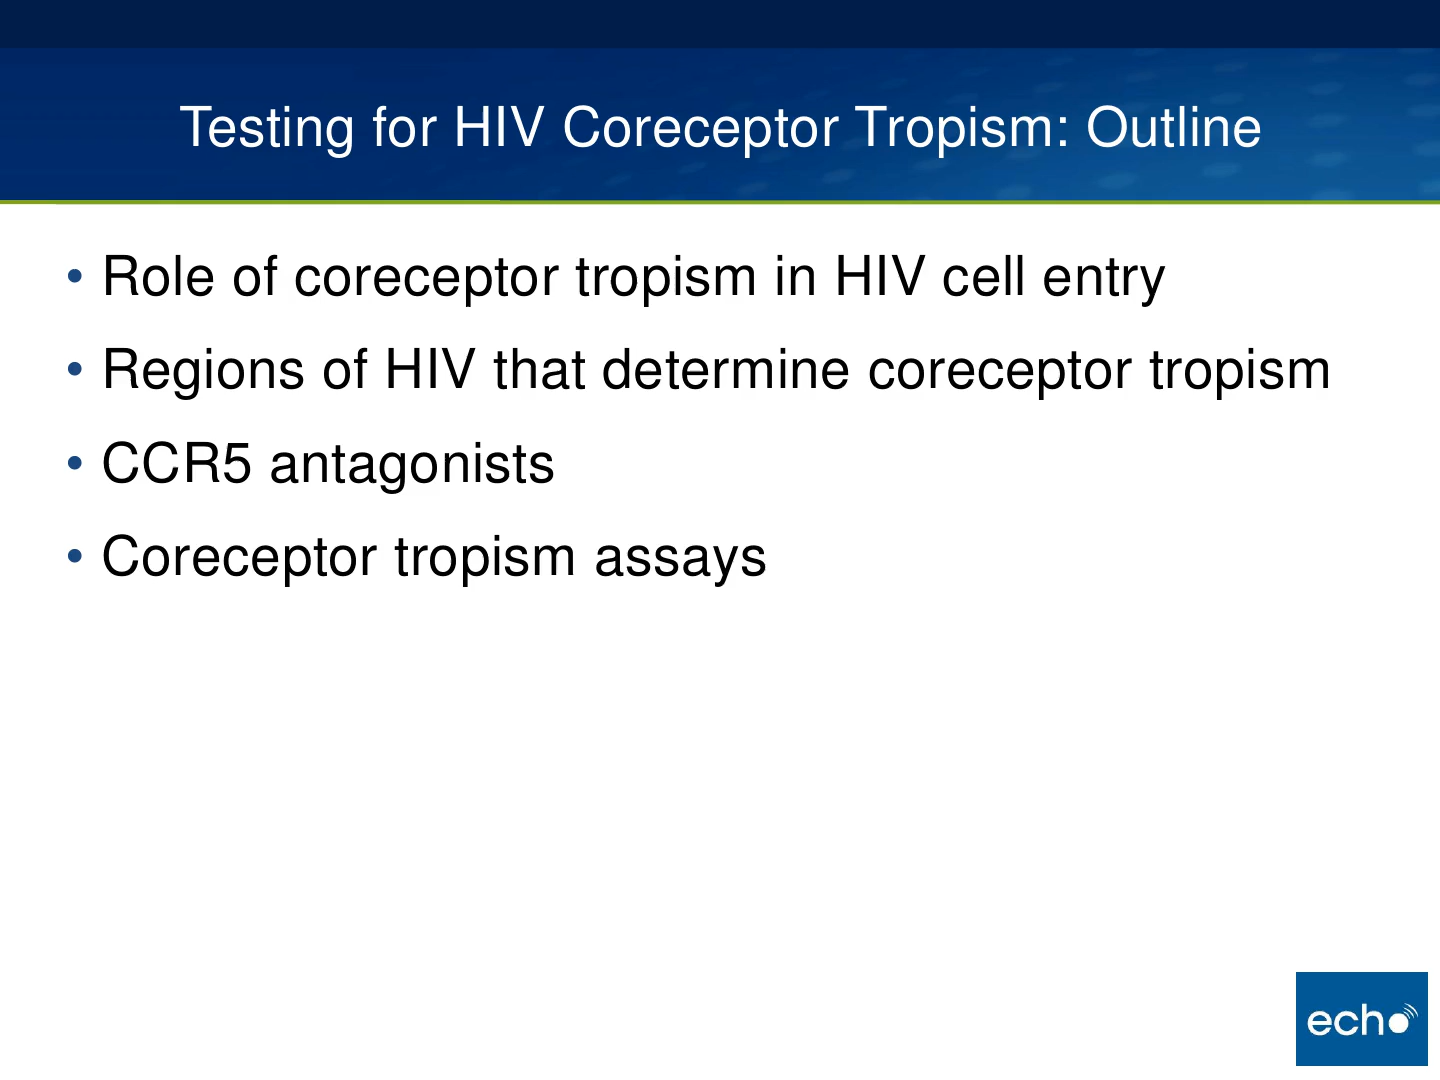 Testing for HIV Coreceptor Tropism: Outline
• Role of coreceptor tropism in HIV cell entry
• Regions of HIV that determine coreceptor tropism
• CCR5 antagonists
• Coreceptor tropism assays
echo